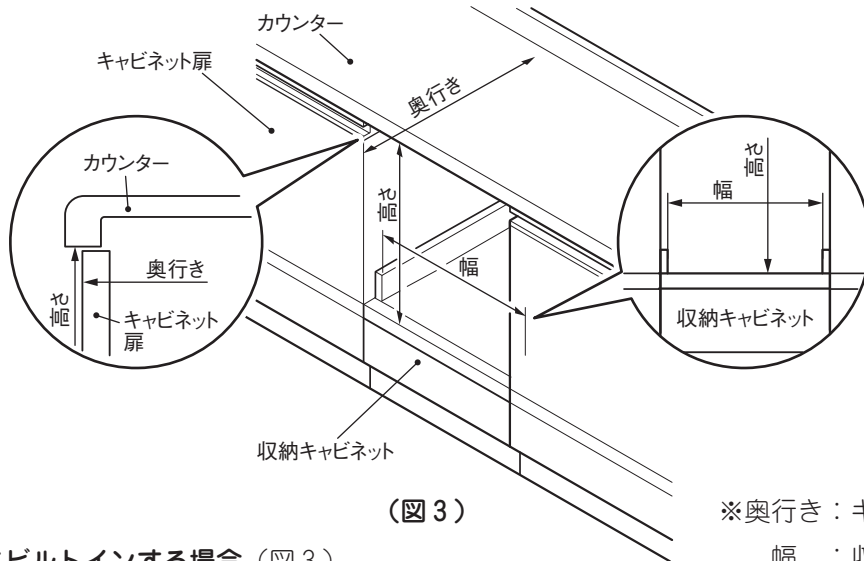 カウンター
キャビネット扉
奥行き
カウンター
高さ
幅
高さ
奥行き
幅
高さ
キャビネット
扉
収納キャビネット
収納キャビネット
(図3)
※奥行き:
幅 :
ビルトインする場合(図3)